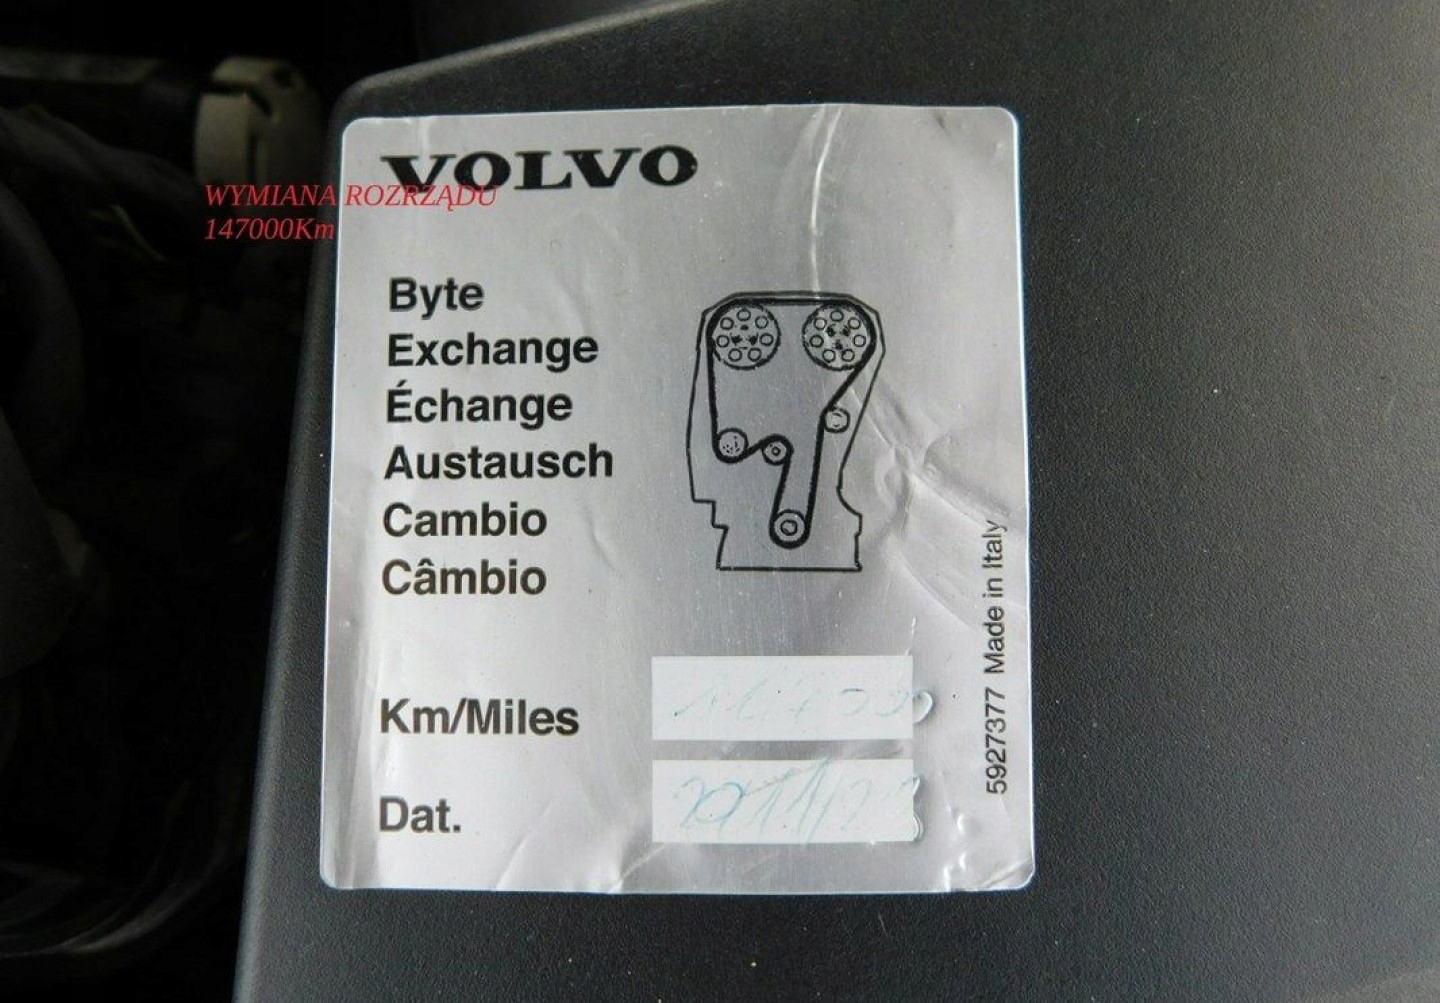 VOLVO
WYMIANA ROZRZĄDU
147000Km
Byte
Exchange
Échange
Austausch
Cambio
Câmbio
Km/Miles
Dat.
5927377 Made in Italy